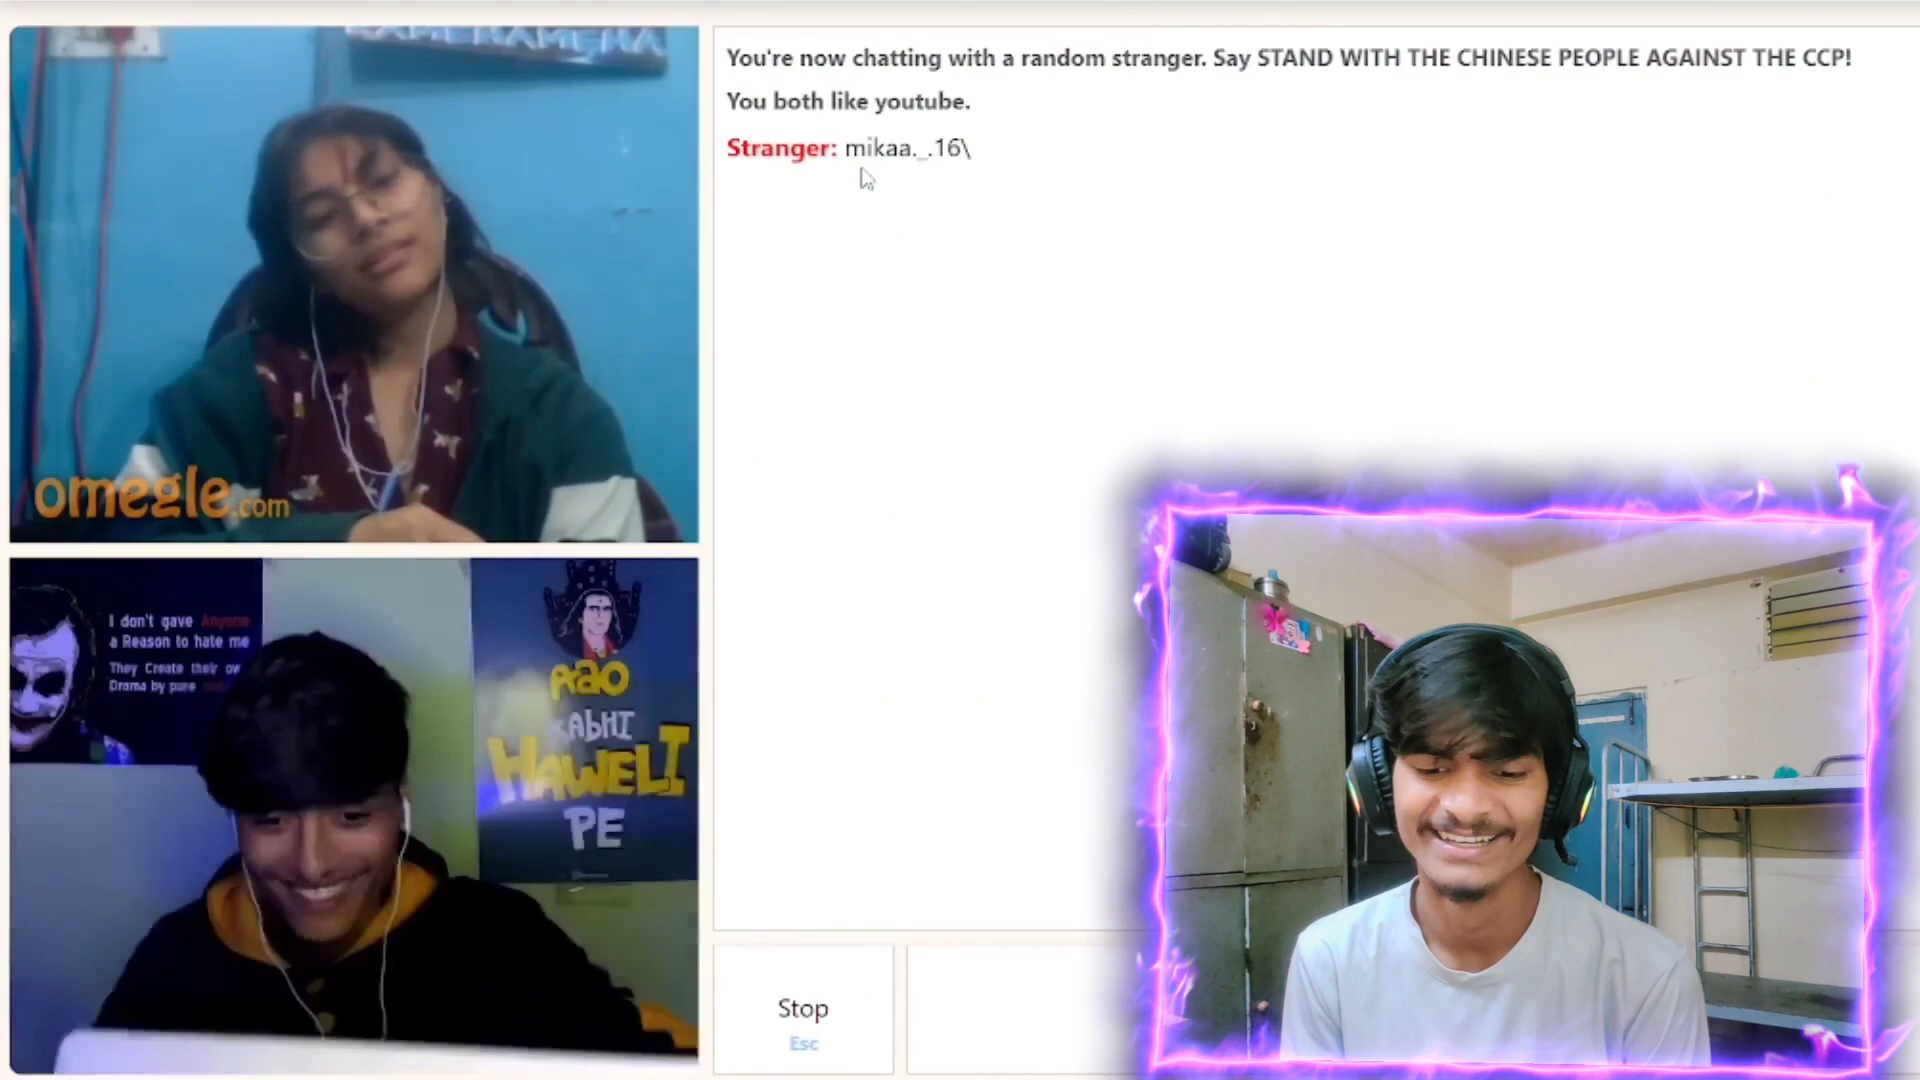 You're now chatting with a random stranger. Say STAND WITH THE CHINESE PEOPLE AGAINST THE CCP!
You both like youtube.
Stranger: mikaa._.16\
omegle.com
I don't gave Anyone
a Reason to hate me
They Create their
Drama by pure
Aao
KABHI
HAWELI
PE
Stop
Esc